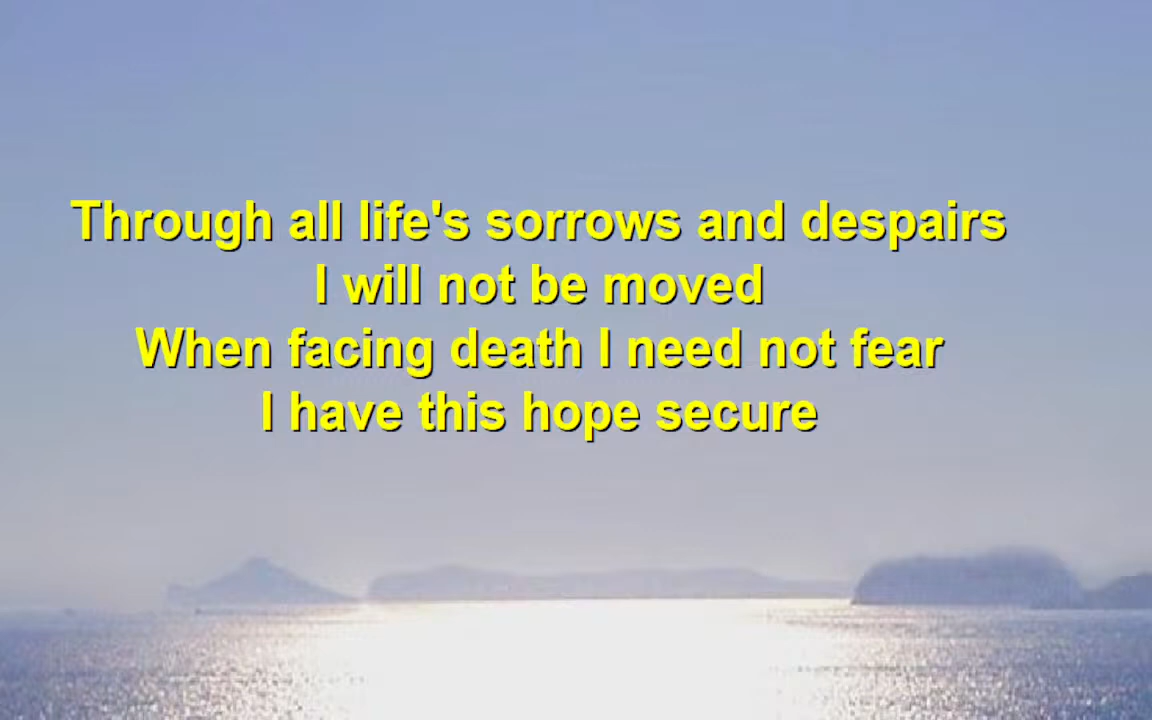 Through all life's sorrows and despairs
I will not be moved
When facing death I need not fear
I have this hope secure